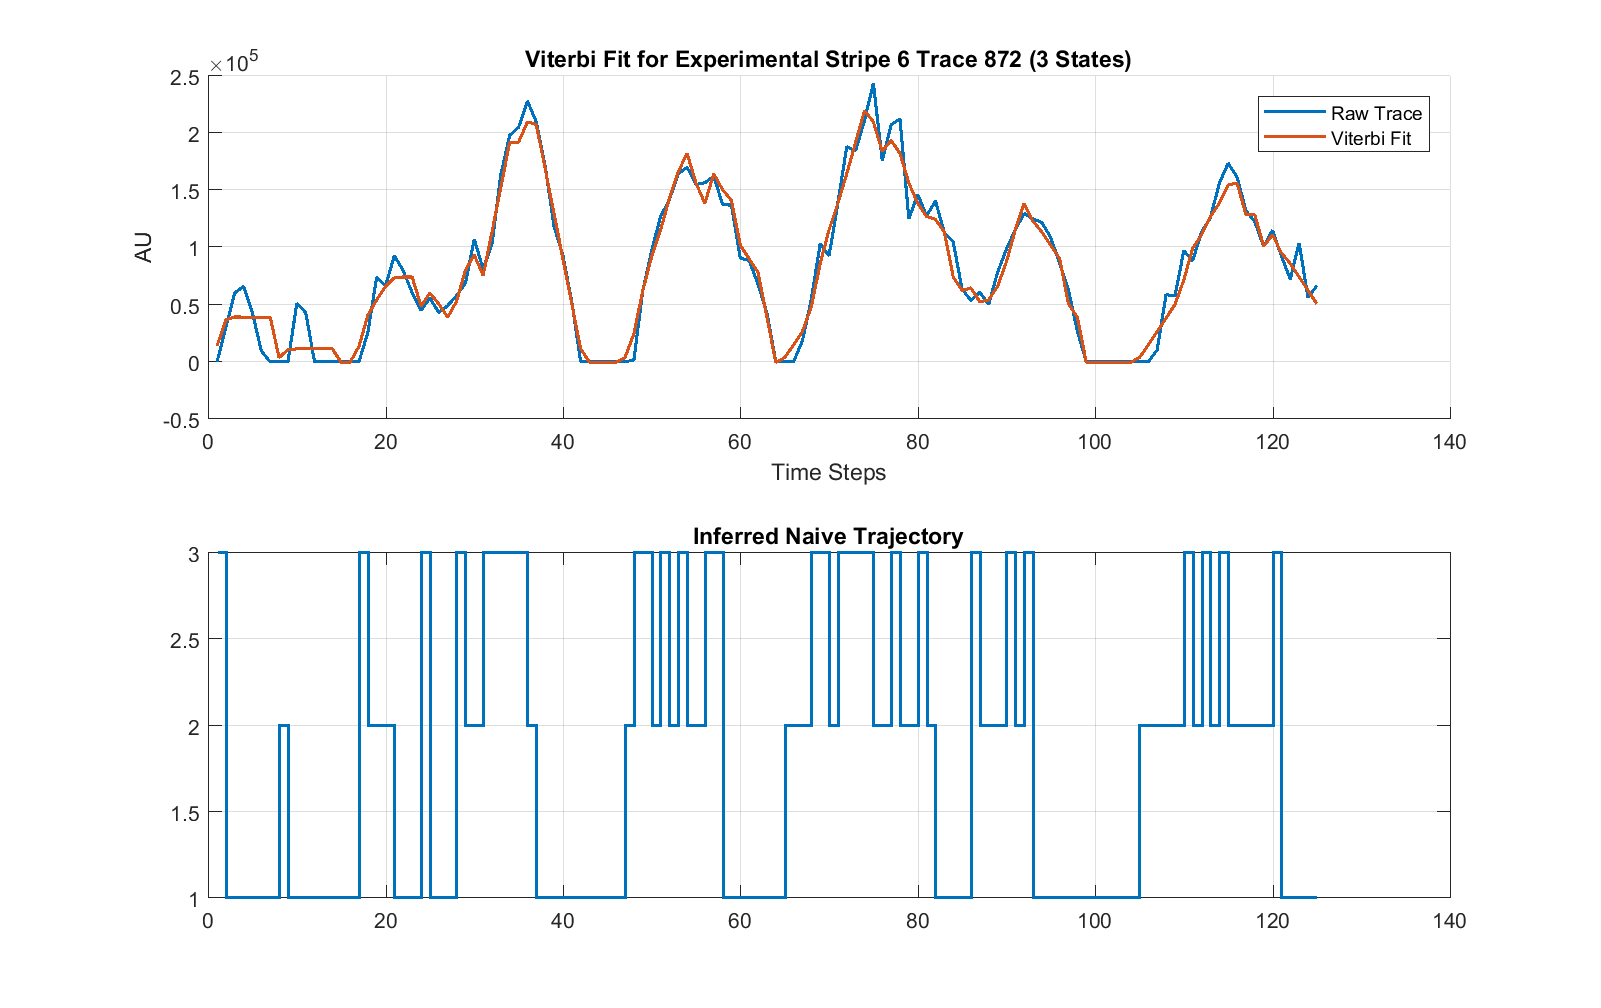 Viterbi Fit for Experimental Stripe 6 Trace 872 (3 States)
×10^5
2.5
2
1.5
1
0.5
0
-0.5
AU
Raw Trace
Viterbi Fit
0 20 40 60 80 100 120 140
Time Steps
Inferred Naive Trajectory
3
2.5
2
1.5
1
0 20 40 60 80 100 120 140